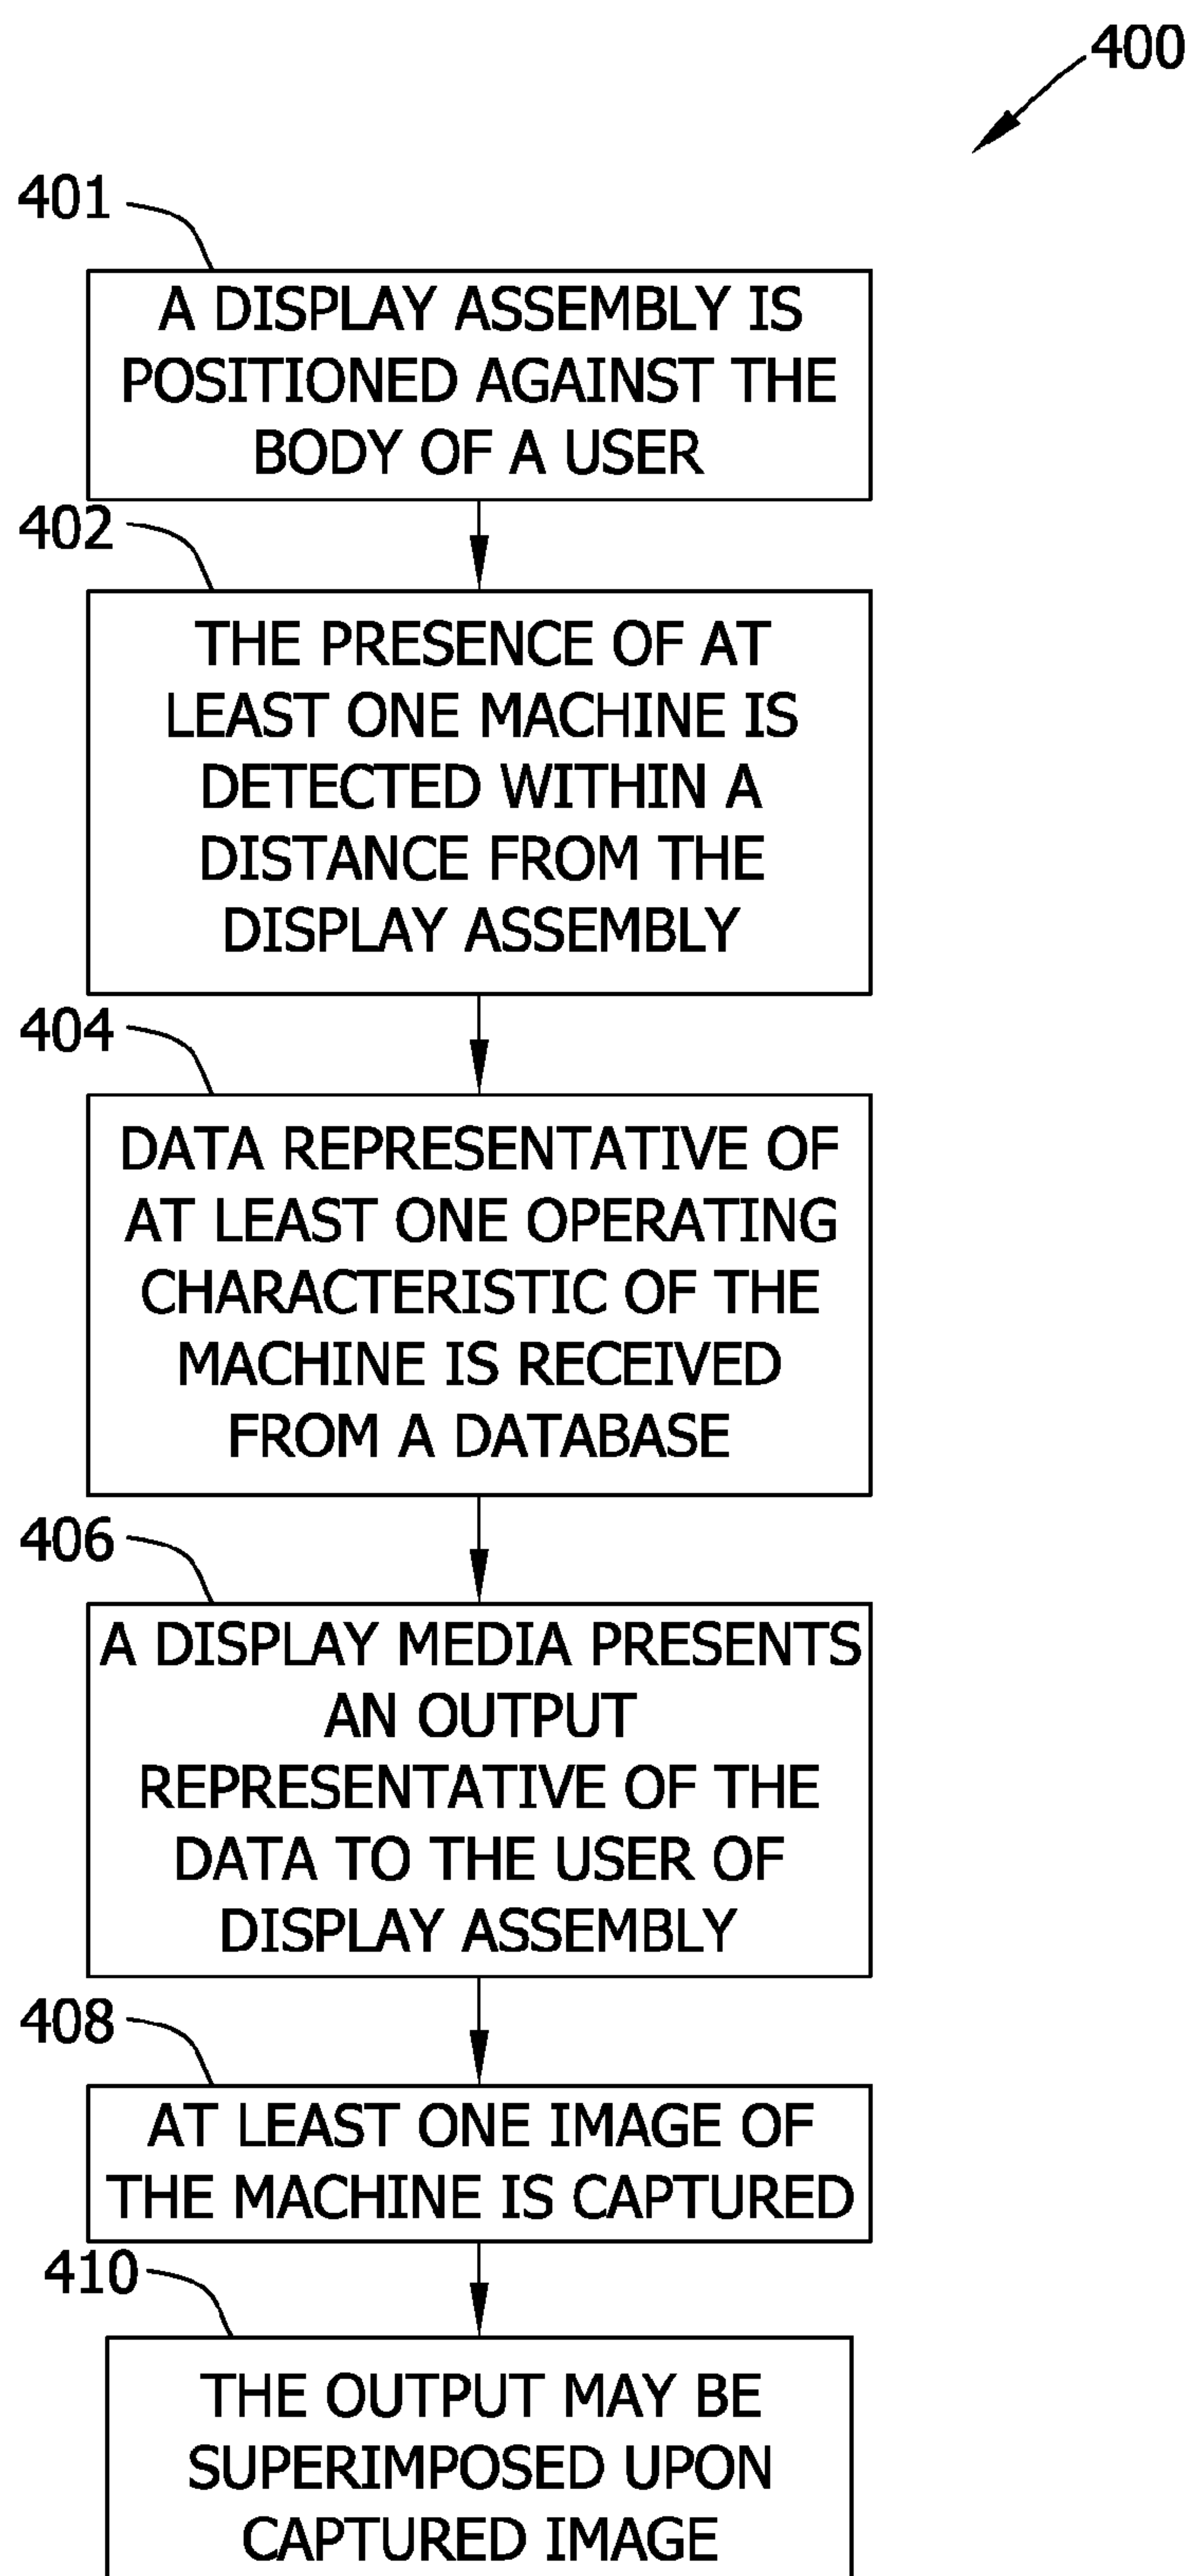 400
401
A DISPLAY ASSEMBLY IS
POSITIONED AGAINST THE
BODY OF A USER
402
THE PRESENCE OF AT
LEAST ONE MACHINE IS
DETECTED WITHIN A
DISTANCE FROM THE
DISPLAY ASSEMBLY
404
DATA REPRESENTATIVE OF
AT LEAST ONE OPERATING
CHARACTERISTIC OF THE
MACHINE IS RECEIVED
FROM A DATABASE
406
A DISPLAY MEDIA PRESENTS
AN OUTPUT
REPRESENTATIVE OF THE
DATA TO THE USER OF
DISPLAY ASSEMBLY
408
AT LEAST ONE IMAGE OF
THE MACHINE IS CAPTURED
410
THE OUTPUT MAY BE
SUPERIMPOSED UPON
CAPTURED IMAGE